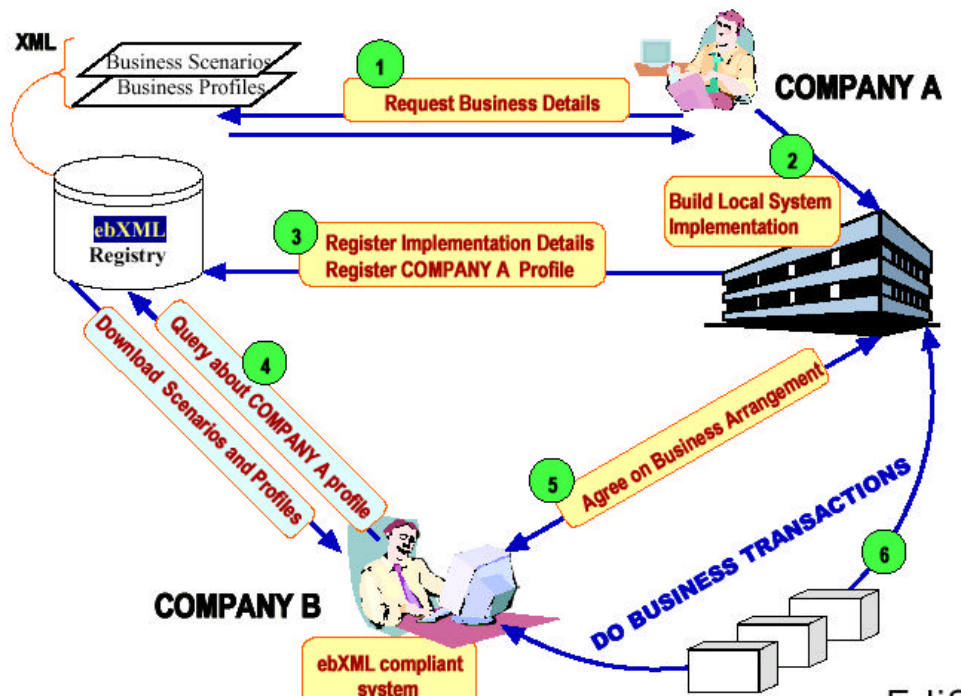 XML
Business Scenarios
Business Profiles
1
Request Business Details
COMPANY A
2
Build Local System
Implementation
ebXML
Registry
3
Register Implementation Details
Register COMPANY A Profile
4
Query about COMPANY A profile
Download Scenarios and Profiles
5
Agree on Business Arrangement
DO BUSINESS TRANSACTIONS
6
COMPANY B
ebXML compliant
system